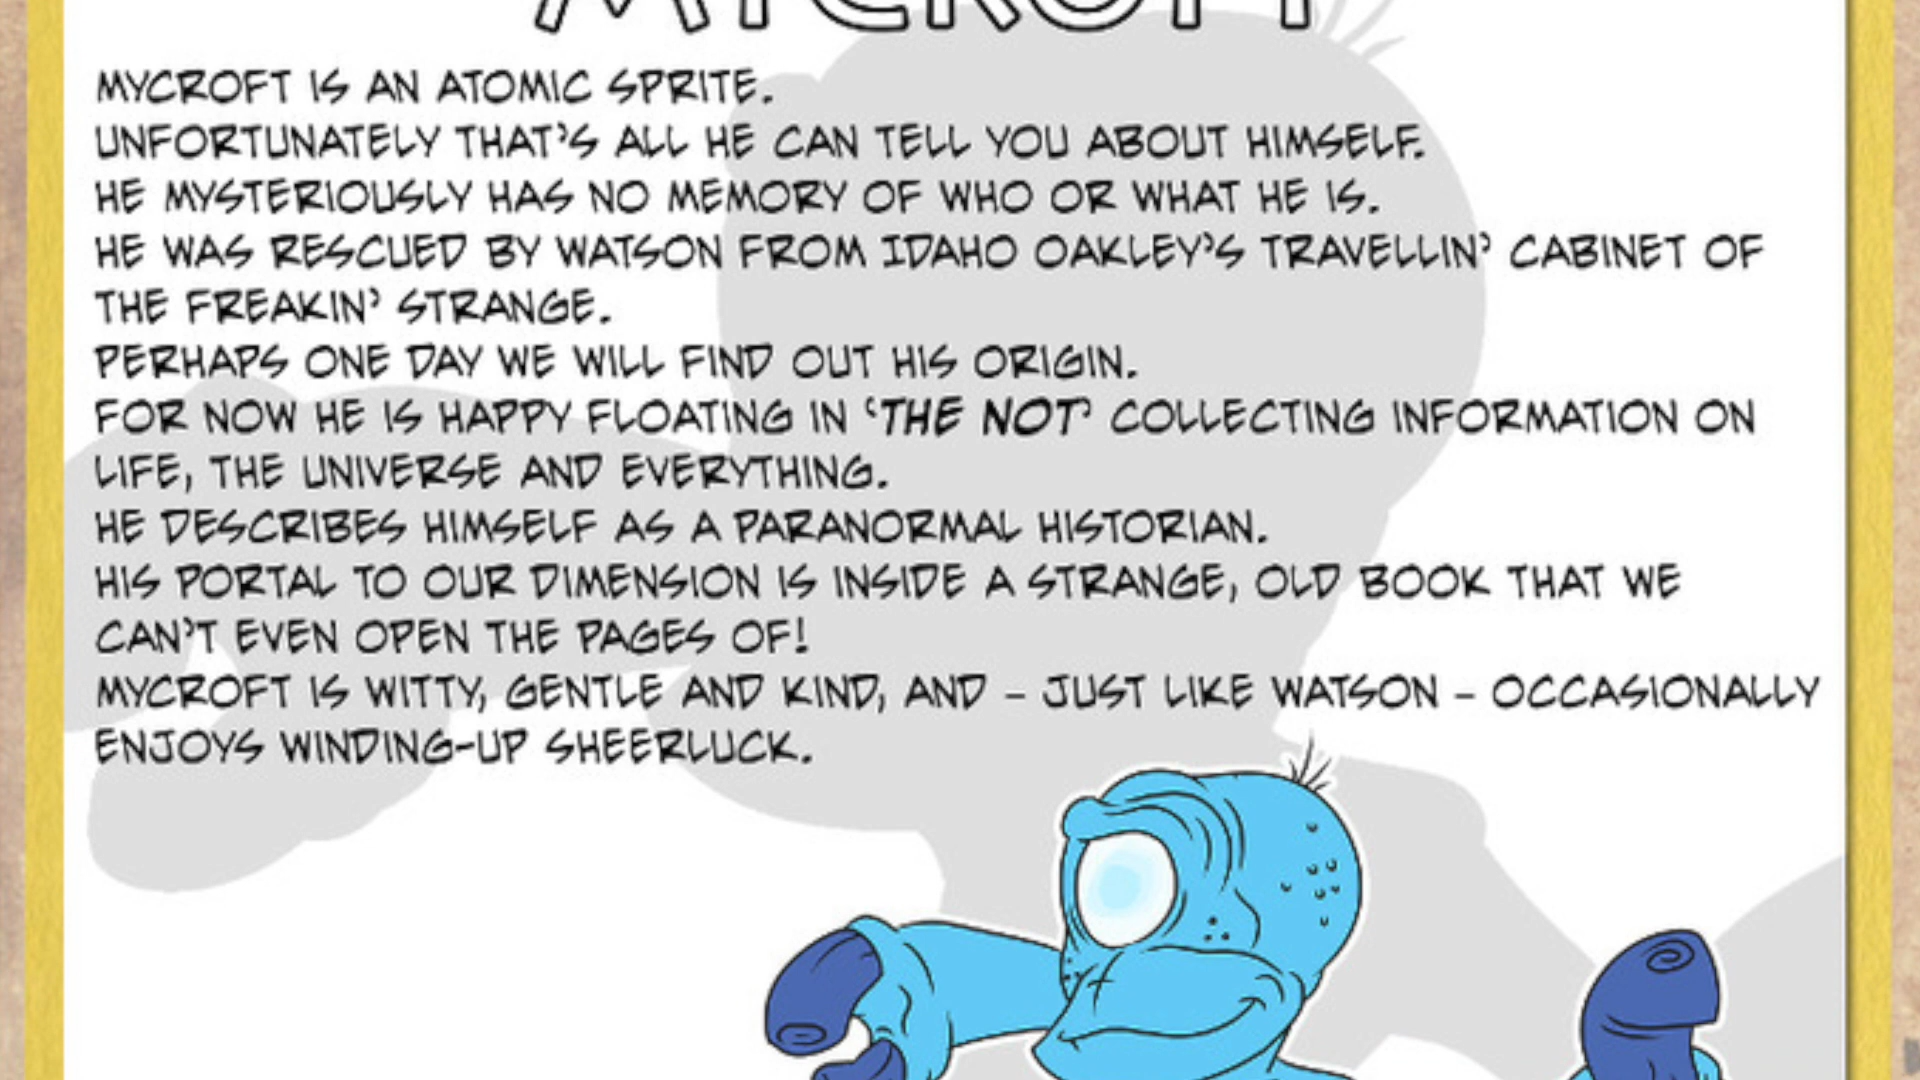 MYCROFT
MYCROFT IS AN ATOMIC SPRITE.
UNFORTUNATELY THAT'S ALL HE CAN TELL YOU ABOUT HIMSELF.
HE MYSTERIOUSLY HAS NO MEMORY OF WHO OR WHAT HE IS.
HE WAS RESCUED BY WATSON FROM IDAHO OAKLEY'S TRAVELLIN' CABINET OF
THE FREAKIN' STRANGE.
PERHAPS ONE DAY WE WILL FIND OUT HIS ORIGIN.
FOR NOW HE IS HAPPY FLOATING IN 'THE NOT' COLLECTING INFORMATION ON
LIFE, THE UNIVERSE AND EVERYTHING.
HE DESCRIBES HIMSELF AS A PARANORMAL HISTORIAN.
HIS PORTAL TO OUR DIMENSION IS INSIDE A STRANGE, OLD BOOK THAT WE
CAN'T EVEN OPEN THE PAGES OF!
MYCROFT IS WITTY, GENTLE AND KIND, AND – JUST LIKE WATSON – OCCASIONALLY
ENJOYS WINDING-UP SHEERLUCK.